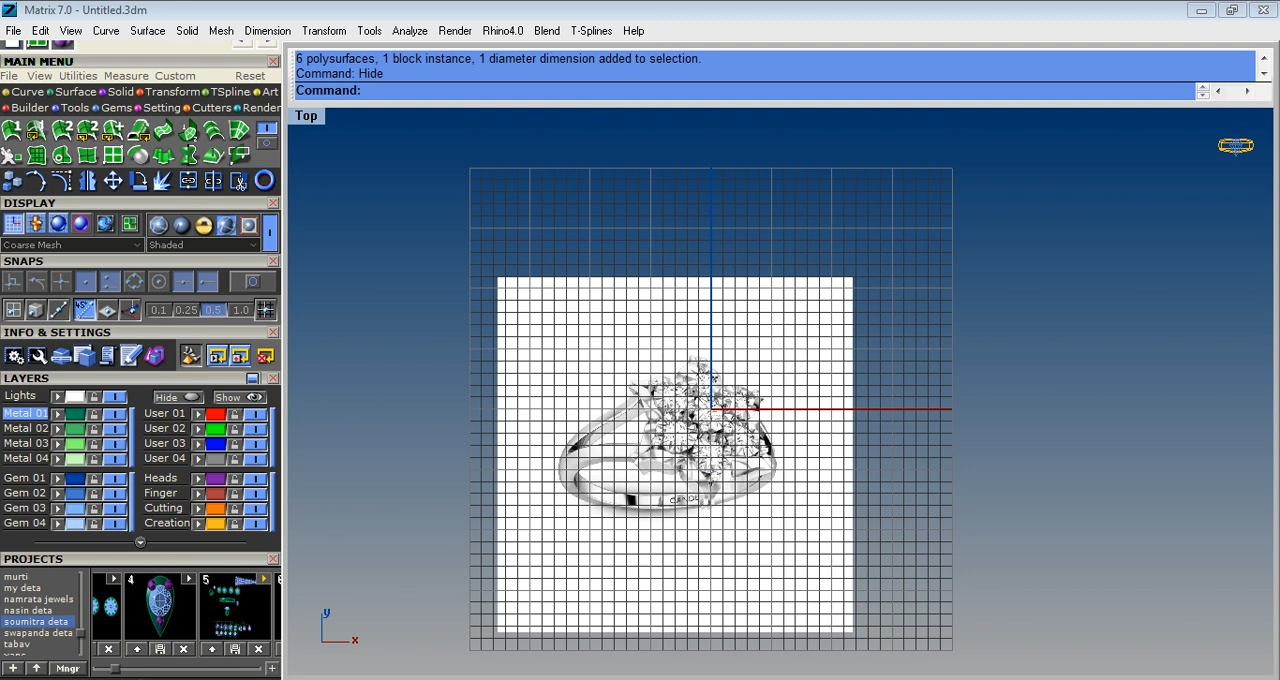 Matrix 7.0 - Untitled.3dm
File Edit View Curve Surface Solid Mesh Dimension Transform Tools Analyze Render Rhino4.0 Blend T-Splines Help
6 polysurfaces, 1 block instance, 1 diameter dimension added to selection.
Command: Hide
Command:
MAIN MENU
File View Utilities Measure Custom Reset
Curve Surface Solid Transform TSpline Art
Builder Tools Gems Setting Cutters Render
DISPLAY
Coarse Mesh Shaded
SNAPS
45°
0.1 0.25 0.5 1.0
INFO & SETTINGS
LAYERS
Lights Hide Show
Metal 01 User 01
Metal 02 User 02
Metal 03 User 03
Metal 04 User 04
Gem 01 Heads
Gem 02 Finger
Gem 03 Cutting
Gem 04 Creation
PROJECTS
murti
my deta
namrata jewels
nasin deta
soumitra deta
swapanda deta
tabav
4 5
Mngr
Top
y
x